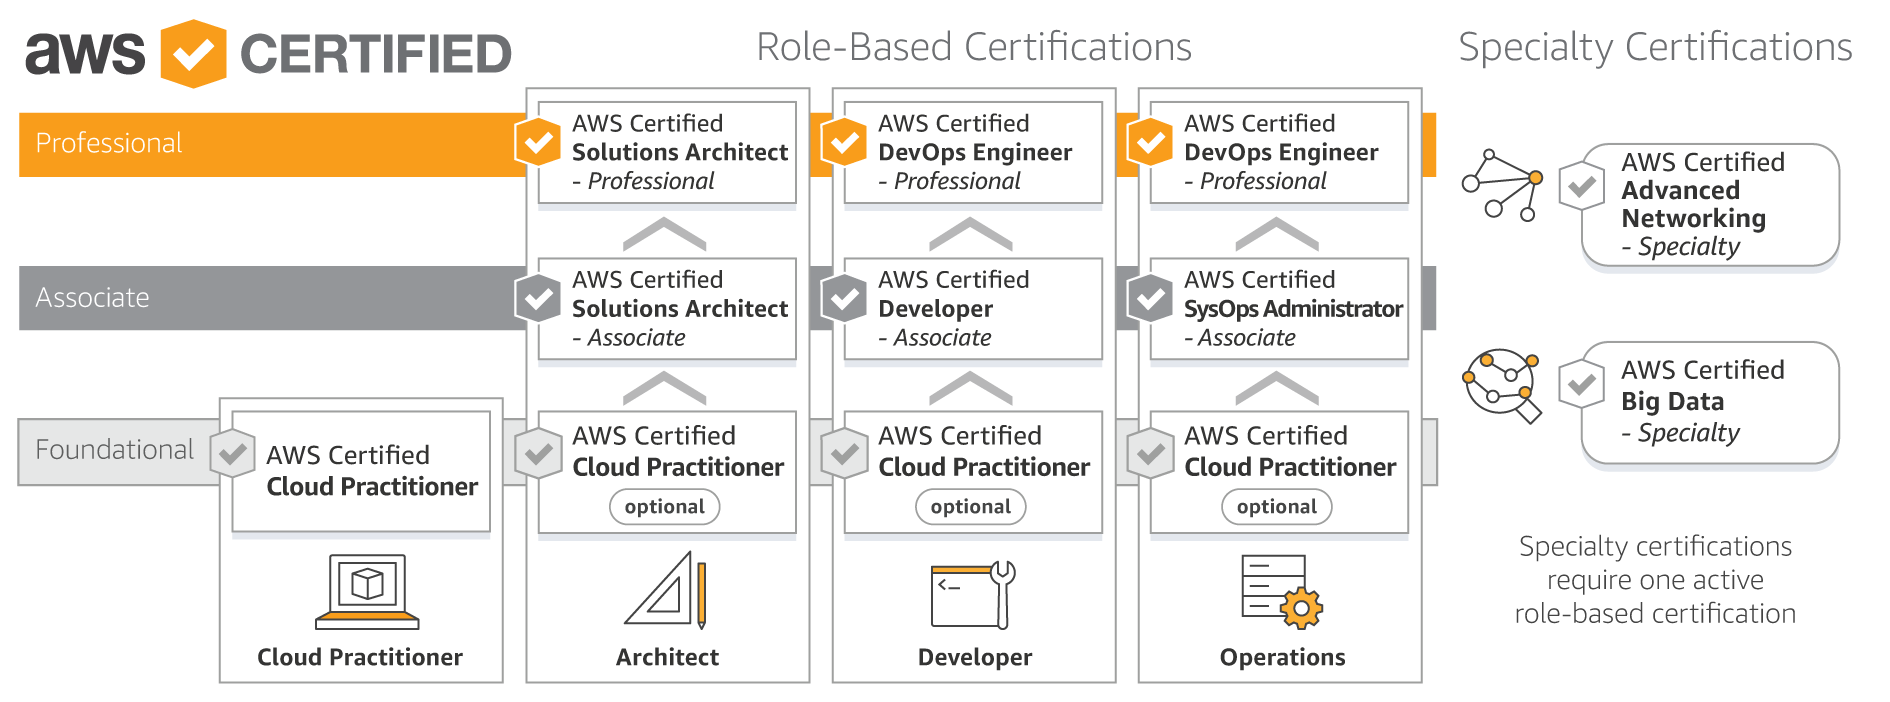 aws CERTIFIED
Role-Based Certifications
Specialty Certifications
Professional
AWS Certified
Solutions Architect
- Professional
AWS Certified
DevOps Engineer
- Professional
AWS Certified
DevOps Engineer
- Professional
AWS Certified
Advanced
Networking
- Specialty
Associate
AWS Certified
Solutions Architect
- Associate
AWS Certified
Developer
- Associate
AWS Certified
SysOps Administrator
- Associate
AWS Certified
Big Data
- Specialty
Foundational
AWS Certified
Cloud Practitioner
AWS Certified
Cloud Practitioner
optional
AWS Certified
Cloud Practitioner
optional
AWS Certified
Cloud Practitioner
optional
Specialty certifications
require one active
role-based certification
Cloud Practitioner
Architect
Developer
Operations